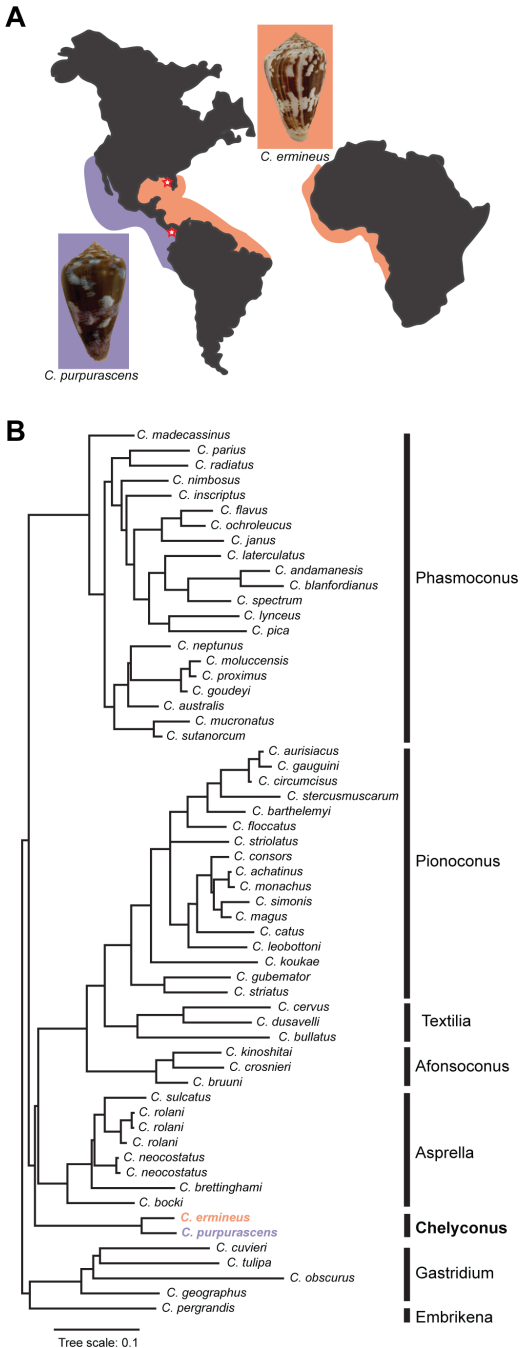 A
C. ermineus
C. purpurascens
B
C. madecassinus
C. parius
C. radiatus
C. nimbosus
C. inscriptus
C. flavus
C. ochroleucus
C. janus
C. laterculatus
C. andamanesis
C. blanfordianus
C. spectrum
C. lynceus
C. pica
C. neptunus
C. moluccensis
C. proximus
C. goudeyi
C. australis
C. mucronatus
C. sutanorcum
Phasmoconus
C. aurisiacus
C. gauguini
C. circumcisus
C. stercusmuscarum
C. barthelemyi
C. floccatus
C. striolatus
C. consors
C. achatinus
C. monachus
C. simonis
C. magus
C. catus
C. leobottoni
C. koukae
C. gubernator
C. striatus
Pionoconus
C. cervus
C. dusavelli
C. bullatus
Textilia
C. kinoshitai
C. crosnieri
C. bruuni
Afonsoconus
C. sulcatus
C. rolani
C. rolani
C. rolani
C. neocostatus
C. neocostatus
C. brettinghami
C. bocki
Asprella
C. ermineus
C. purpurascens
Chelyconus
C. cuvieri
C. tulipa
C. obscurus
C. geographus
Gastridium
C. pergrandis
Embrikena
Tree scale: 0.1